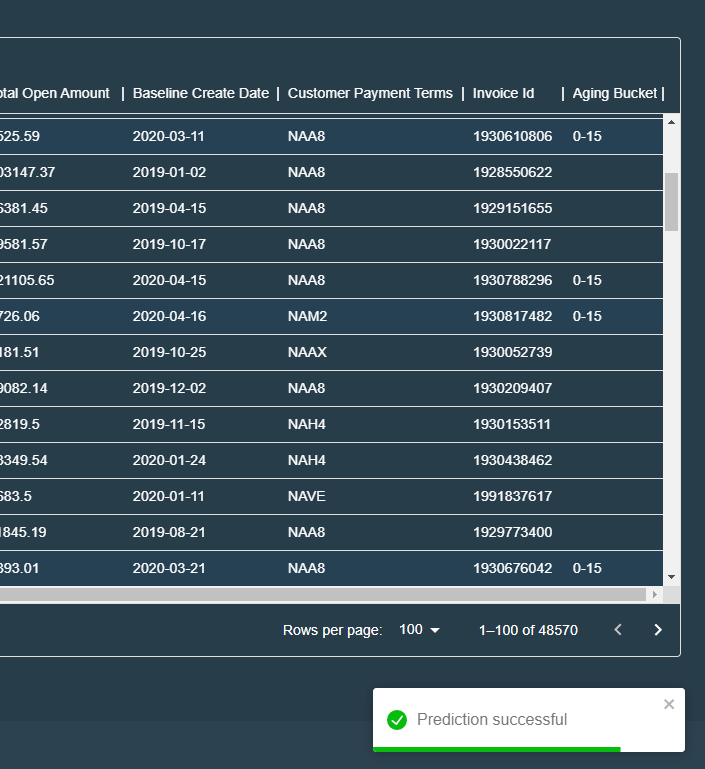 Open Amount | Baseline Create Date | Customer Payment Terms | Invoice Id | Aging Bucket |
525.59 2020-03-11 NAA8 1930610806 0-15
03147.37 2019-01-02 NAA8 1928550622
6381.45 2019-04-15 NAA8 1929151655
9581.57 2019-10-17 NAA8 1930022117
21105.65 2020-04-15 NAA8 1930788296 0-15
726.06 2020-04-16 NAM2 1930817482 0-15
181.51 2019-10-25 NAAX 1930052739
9082.14 2019-12-02 NAA8 1930209407
2819.5 2019-11-15 NAH4 1930153511
3349.54 2020-01-24 NAH4 1930438462
683.5 2020-01-11 NAVE 1991837617
1845.19 2019-08-21 NAA8 1929773400
393.01 2020-03-21 NAA8 1930676042 0-15
Rows per page: 100 1–100 of 48570
Prediction successful